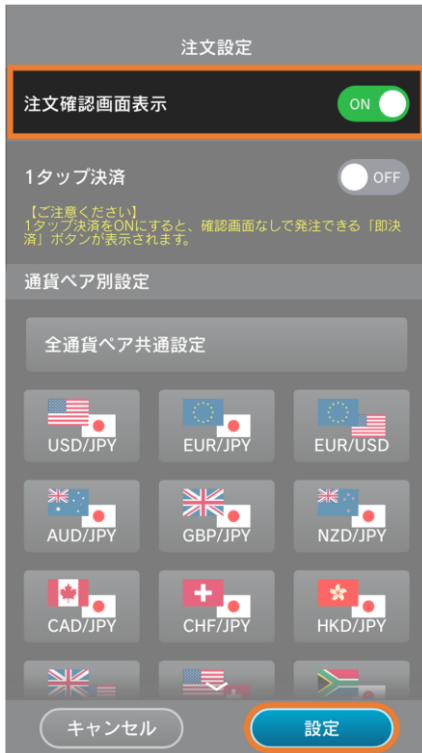 注文設定
注文確認画面表示
ON
1タップ決済
OFF
【ご注意ください】
1タップ決済をONにすると、確認画面なしで発注できる「即決
済」ボタンが表示されます。
通貨ペア別設定
全通貨ペア共通設定
USD/JPY
EUR/JPY
EUR/USD
AUD/JPY
GBP/JPY
NZD/JPY
CAD/JPY
CHF/JPY
HKD/JPY
キャンセル
設定